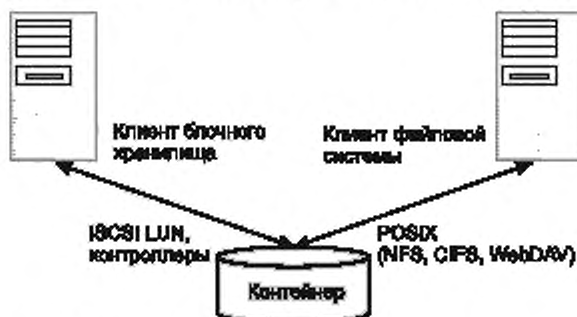 Клиент блочного
хранилища
Клиент файловой
системы
iSCSI LUN,
контроллеры
POSIX
(NFS, CIFS, WebDAV)
Контейнер